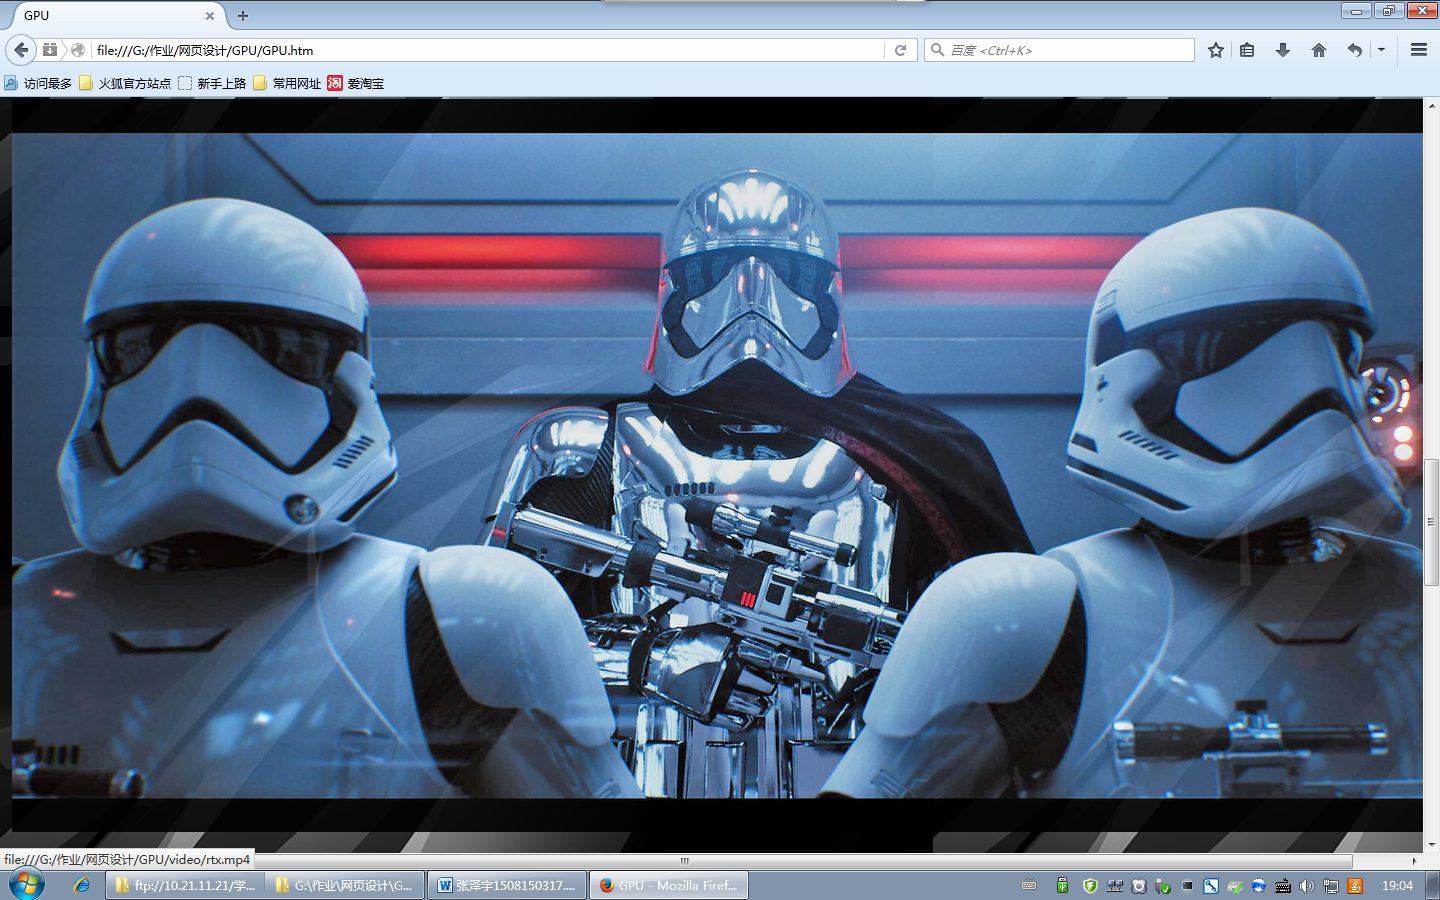 GPU
file:///G:/作业/网页设计/GPU/GPU.htm
百度 <Ctrl+K>
访问最多 火狐官方站点 新手上路 常用网址 淘 爱淘宝
file:///G:/作业/网页设计/GPU/video/rtx.mp4
ftp://10.21.11.21/学... G:\作业\网页设计\G... 张泽宇1508150317.... GPU - Mozilla Firef... 19:04